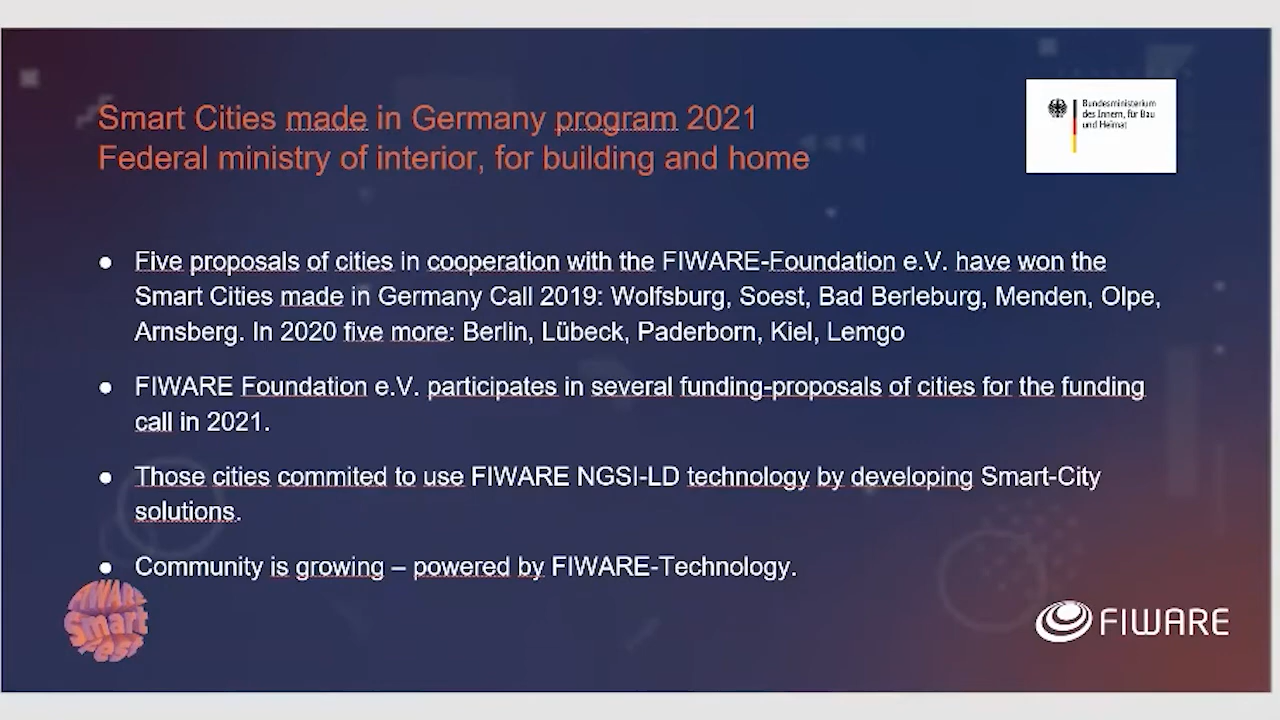 Smart Cities made in Germany program 2021
Federal ministry of interior, for building and home
Bundesministerium
des Innern, für Bau
und Heimat
● Five proposals of cities in cooperation with the FIWARE-Foundation e.V. have won the
Smart Cities made in Germany Call 2019: Wolfsburg, Soest, Bad Berleburg, Menden, Olpe,
Arnsberg. In 2020 five more: Berlin, Lübeck, Paderborn, Kiel, Lemgo
● FIWARE Foundation e.V. participates in several funding-proposals of cities for the funding
call in 2021.
● Those cities commited to use FIWARE NGSI-LD technology by developing Smart-City
solutions.
● Community is growing – powered by FIWARE-Technology.
FIWARE
Smart
Fest
FIWARE